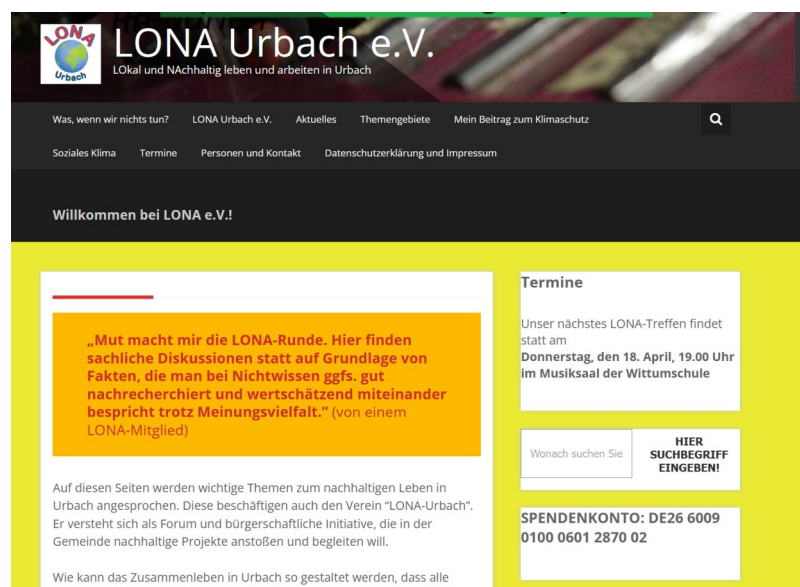 LONA
Urbach
LONA Urbach e.V.
LOkal und NAchhaltig leben und arbeiten in Urbach
Was, wenn wir nichts tun? LONA Urbach e.V. Aktuelles Themengebiete Mein Beitrag zum Klimaschutz
Soziales Klima Termine Personen und Kontakt Datenschutzerklärung und Impressum
Willkommen bei LONA e.V.!
„Mut macht mir die LONA-Runde. Hier finden
sachliche Diskussionen statt auf Grundlage von
Fakten, die man bei Nichtwissen ggfs. gut
nachrecherchiert und wertschätzend miteinander
bespricht trotz Meinungsvielfalt.” (von einem
LONA-Mitglied)
Auf diesen Seiten werden wichtige Themen zum nachhaltigen Leben in
Urbach angesprochen. Diese beschäftigen auch den Verein “LONA-Urbach”.
Er versteht sich als Forum und bürgerschaftliche Initiative, die in der
Gemeinde nachhaltige Projekte anstoßen und begleiten will.
Wie kann das Zusammenleben in Urbach so gestaltet werden, dass alle
Termine
Unser nächstes LONA-Treffen findet
statt am
Donnerstag, den 18. April, 19.00 Uhr
im Musiksaal der Wittumschule
Wonach suchen Sie
HIER
SUCHBEGRIFF
EINGEBEN!
SPENDENKONTO: DE26 6009
0100 0601 2870 02